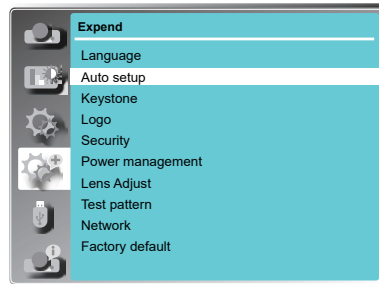 Expend
Language
Auto setup
Keystone
Logo
Security
Power management
Lens Adjust
Test pattern
Network
Factory default